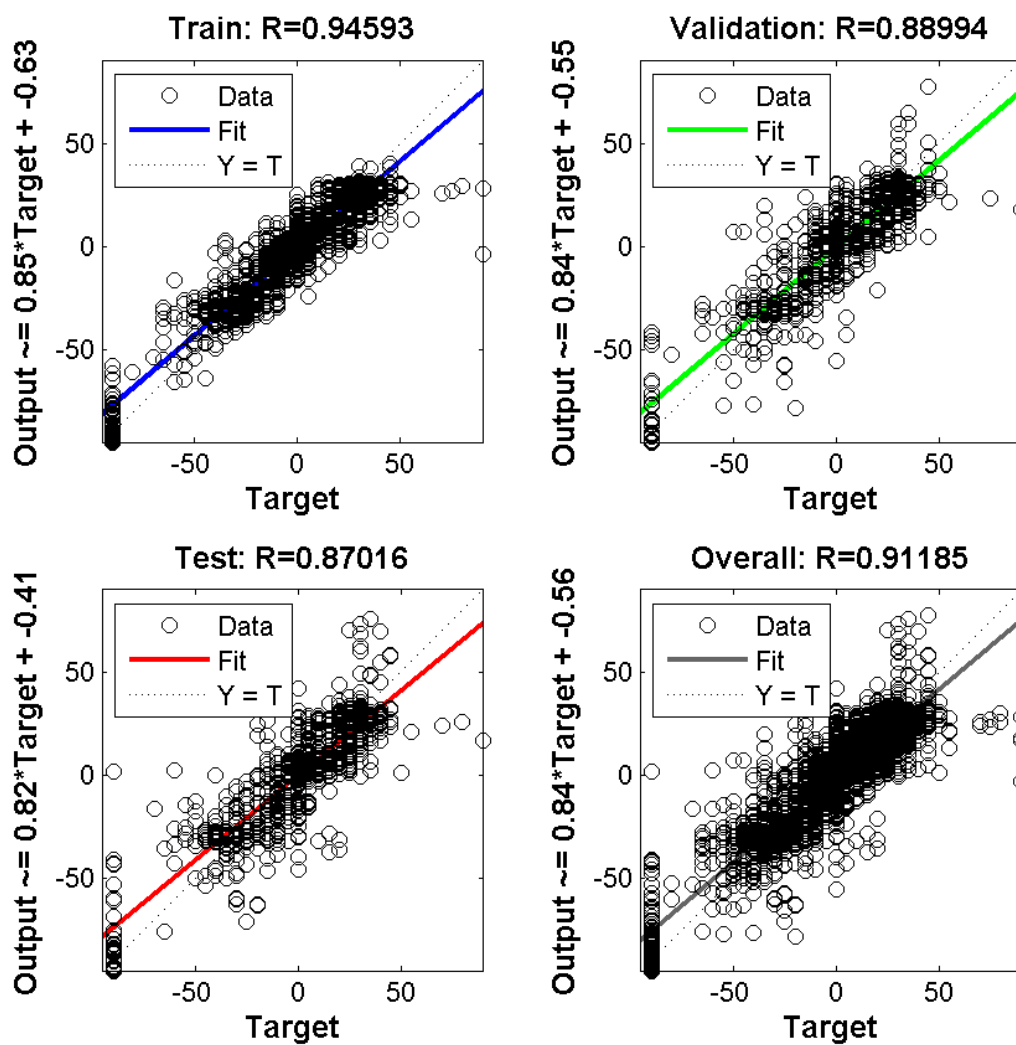 Train: R=0.94593
Output ~= 0.85*Target + -0.63
Data
Fit
Y = T
50
0
-50
-50 0 50
Target
Validation: R=0.88994
Output ~= 0.84*Target + -0.55
Data
Fit
Y = T
50
0
-50
-50 0 50
Target
Test: R=0.87016
Output ~= 0.82*Target + -0.41
Data
Fit
Y = T
50
0
-50
-50 0 50
Target
Overall: R=0.91185
Output ~= 0.84*Target + -0.56
Data
Fit
Y = T
50
0
-50
-50 0 50
Target